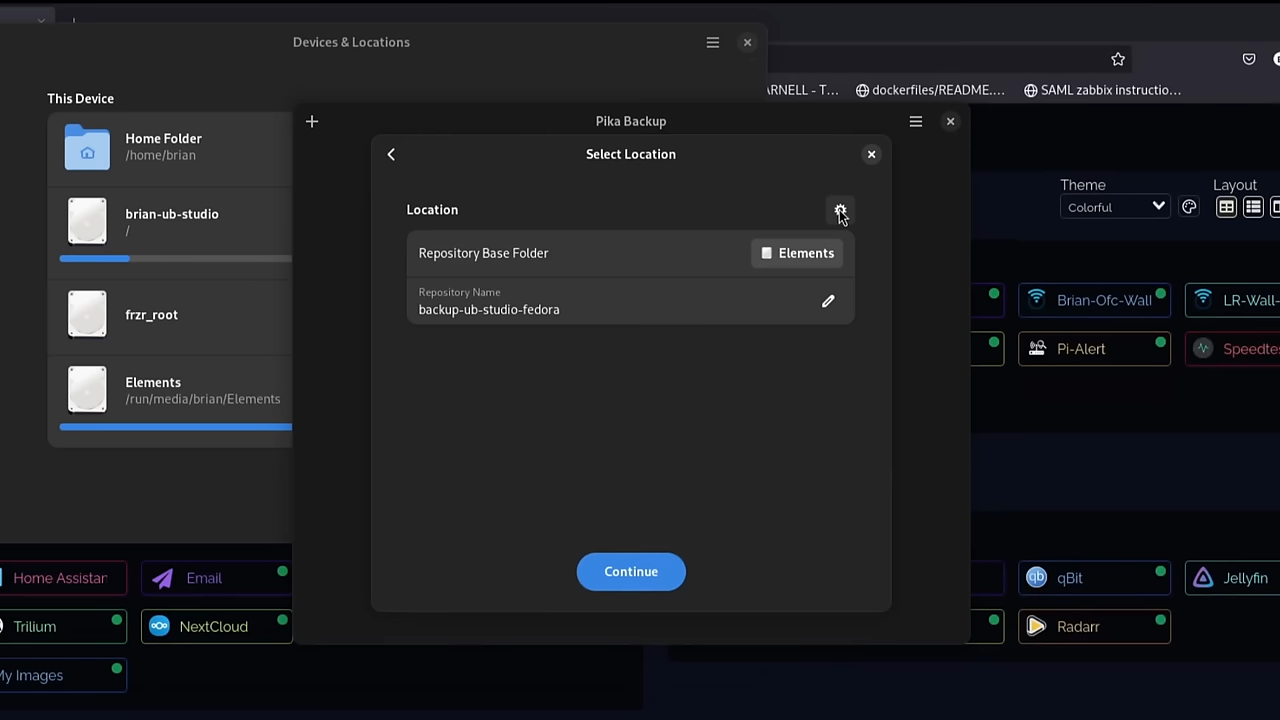 Devices & Locations
ARNELL - T...
dockerfiles/README....
SAML zabbix instructio...
This Device
Home Folder
/home/brian
brian-ub-studio
/
frzr_root
Elements
/run/media/brian/Elements
Pika Backup
Select Location
Location
Repository Base Folder
Elements
Repository Name
backup-ub-studio-fedora
Continue
Theme
Colorful
Layout
Brian-Ofc-Wall
LR-Wall-
Pi-Alert
Speedtes
Home Assistan
Email
Trilium
NextCloud
My Images
qBit
Jellyfin
Radarr